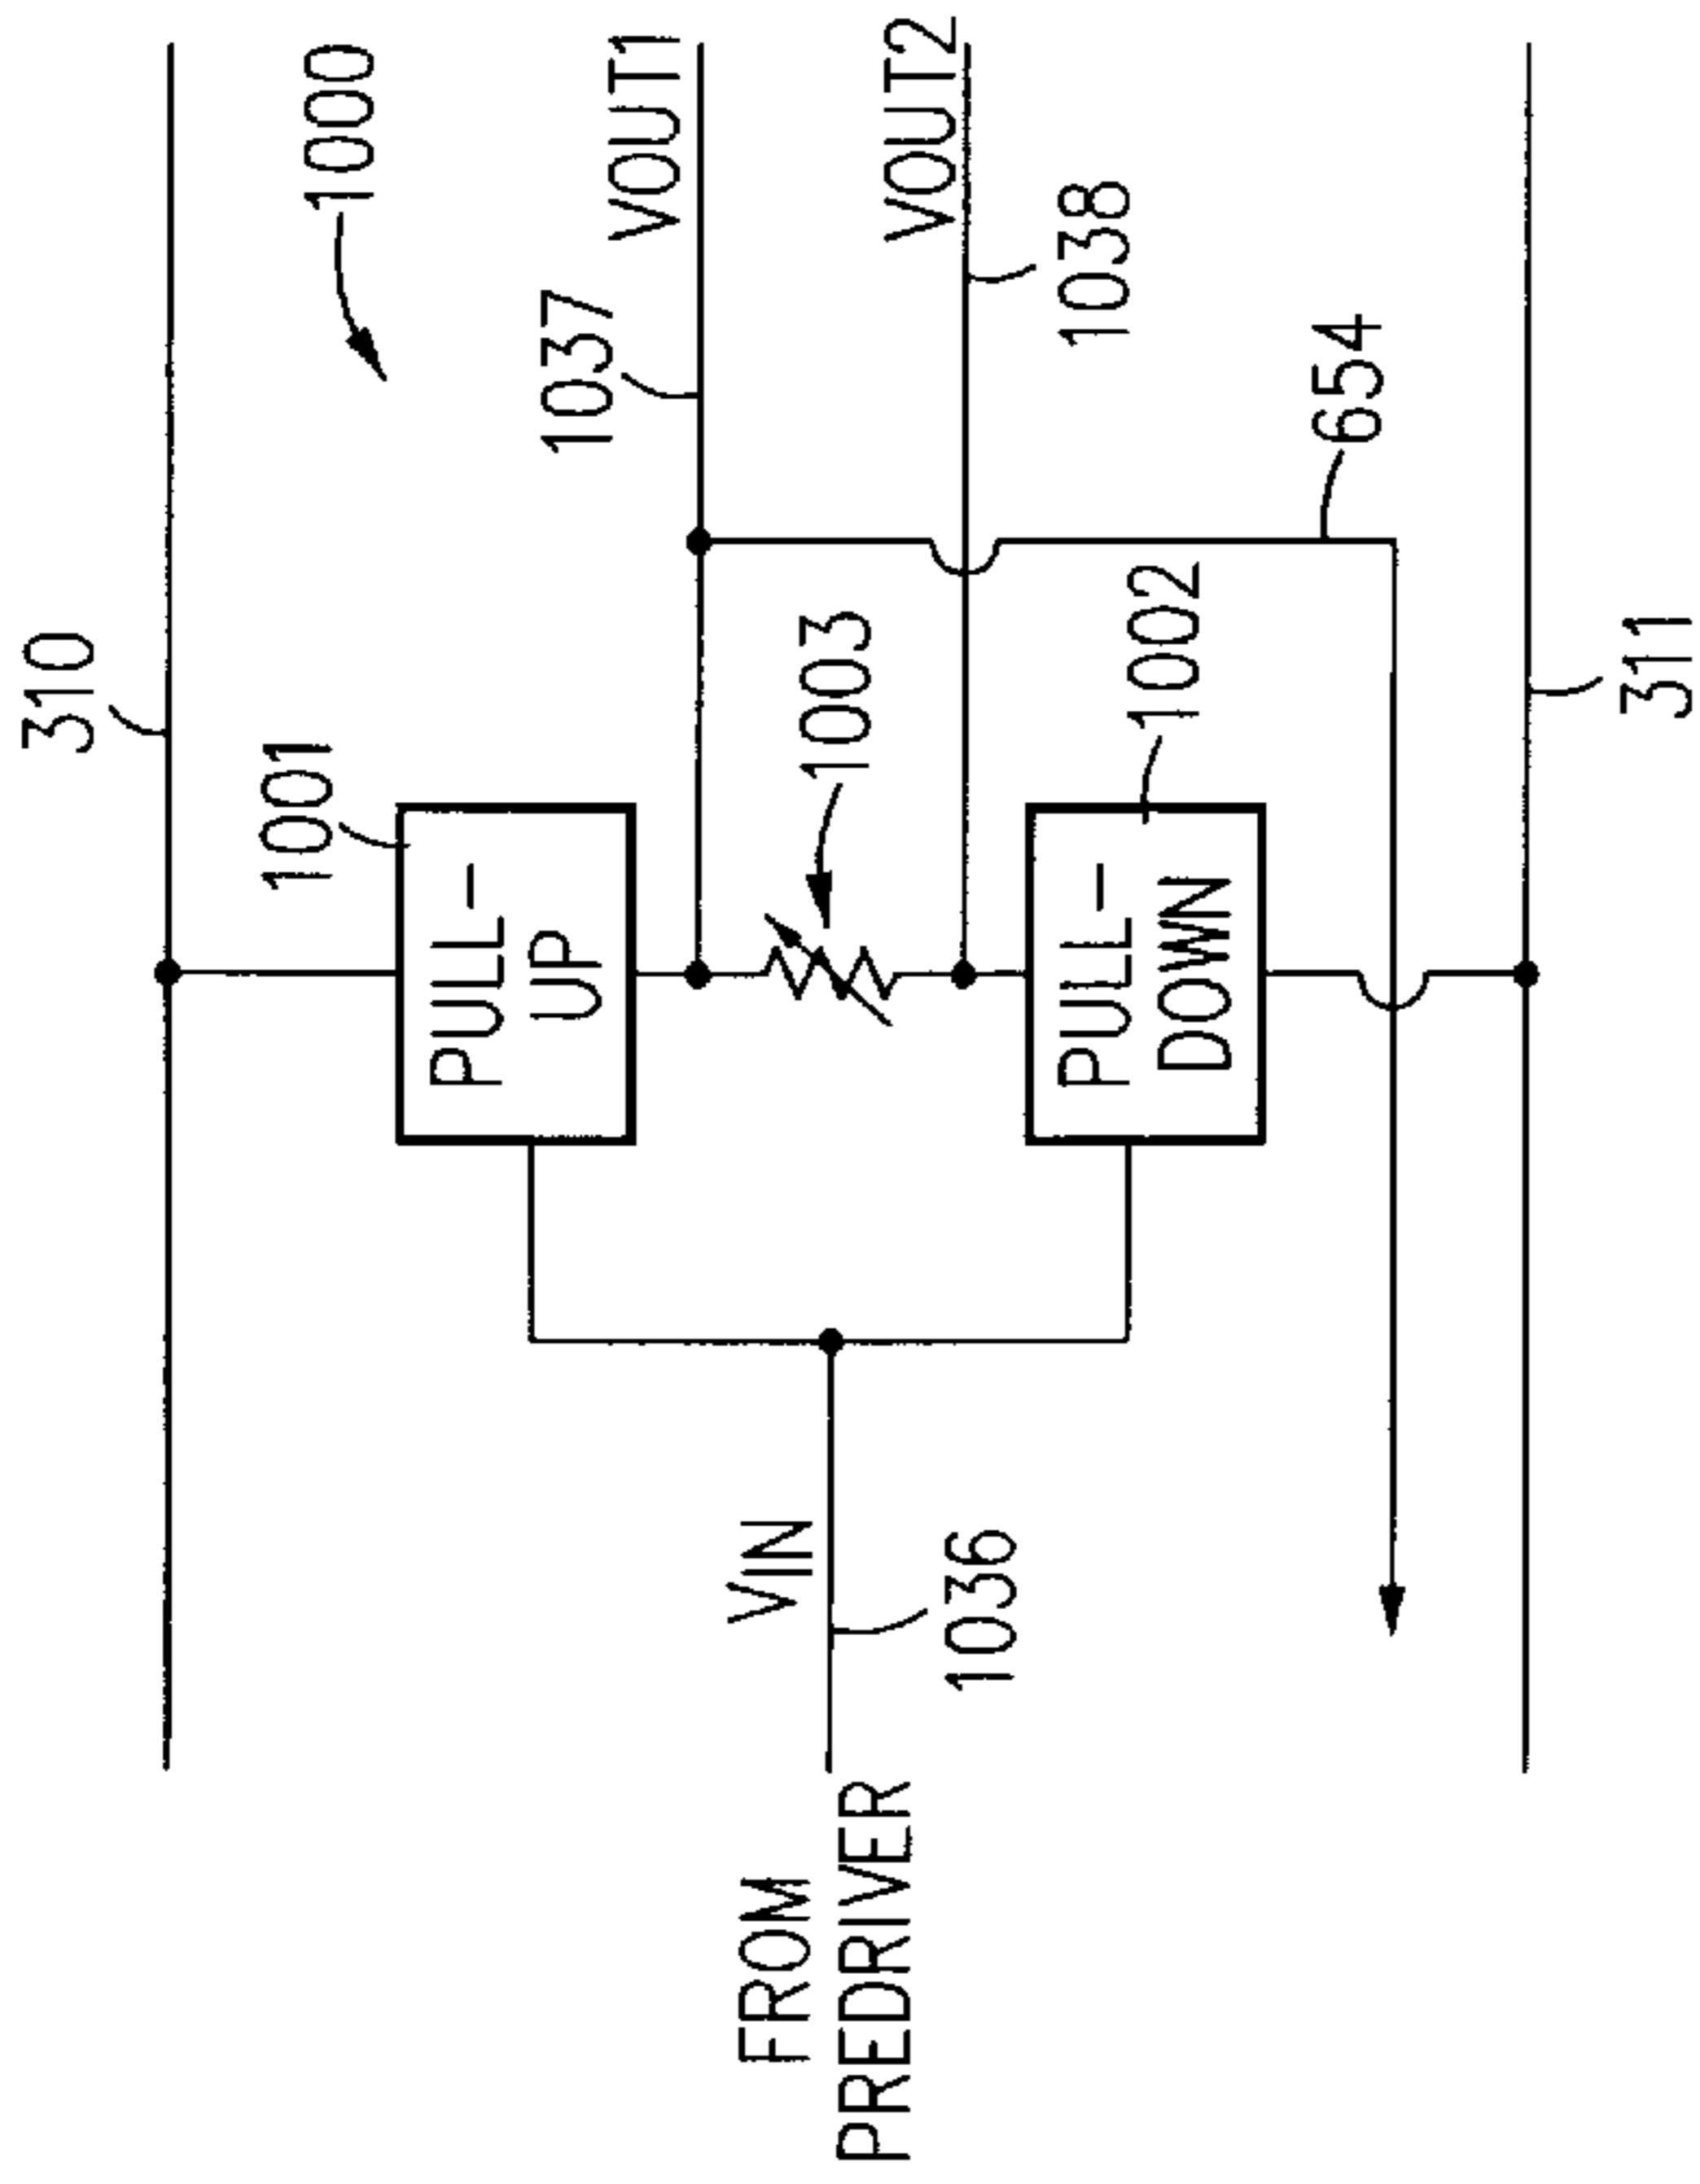 310
1000
1001
PULL-
UP
1037
VOUT1
FROM
PREDRIVER
VIN
1036
1003
VOUT2
1038
PULL-
DOWN
1002
654
311